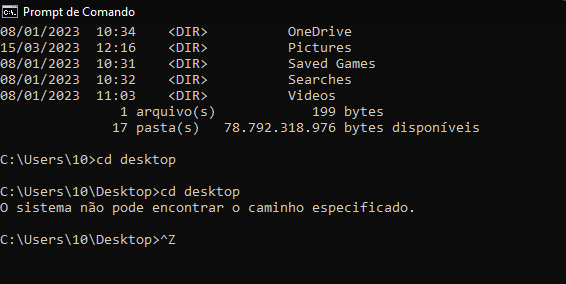 Prompt de Comando
08/01/2023  10:34    <DIR>          OneDrive
15/03/2023  12:16    <DIR>          Pictures
08/01/2023  10:31    <DIR>          Saved Games
08/01/2023  10:32    <DIR>          Searches
08/01/2023  11:03    <DIR>          Videos
1 arquivo(s)            199 bytes
17 pasta(s)   78.792.318.976 bytes disponíveis
C:\Users\10>cd desktop
C:\Users\10\Desktop>cd desktop
O sistema não pode encontrar o caminho especificado.
C:\Users\10\Desktop>^Z